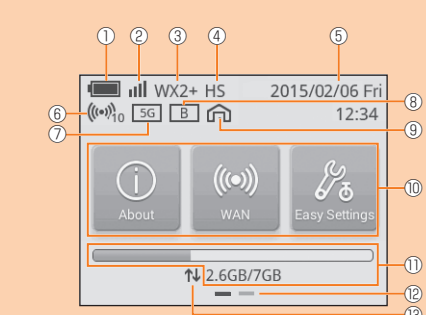 ① ② ③ ④ ⑤
WX2+ HS 2015/02/06 Fri
⑥ 10 5G B 12:34 ⑧
⑦ ⑨
About WAN Easy Settings ⑩
2.6GB/7GB ⑪
⑫
⑬